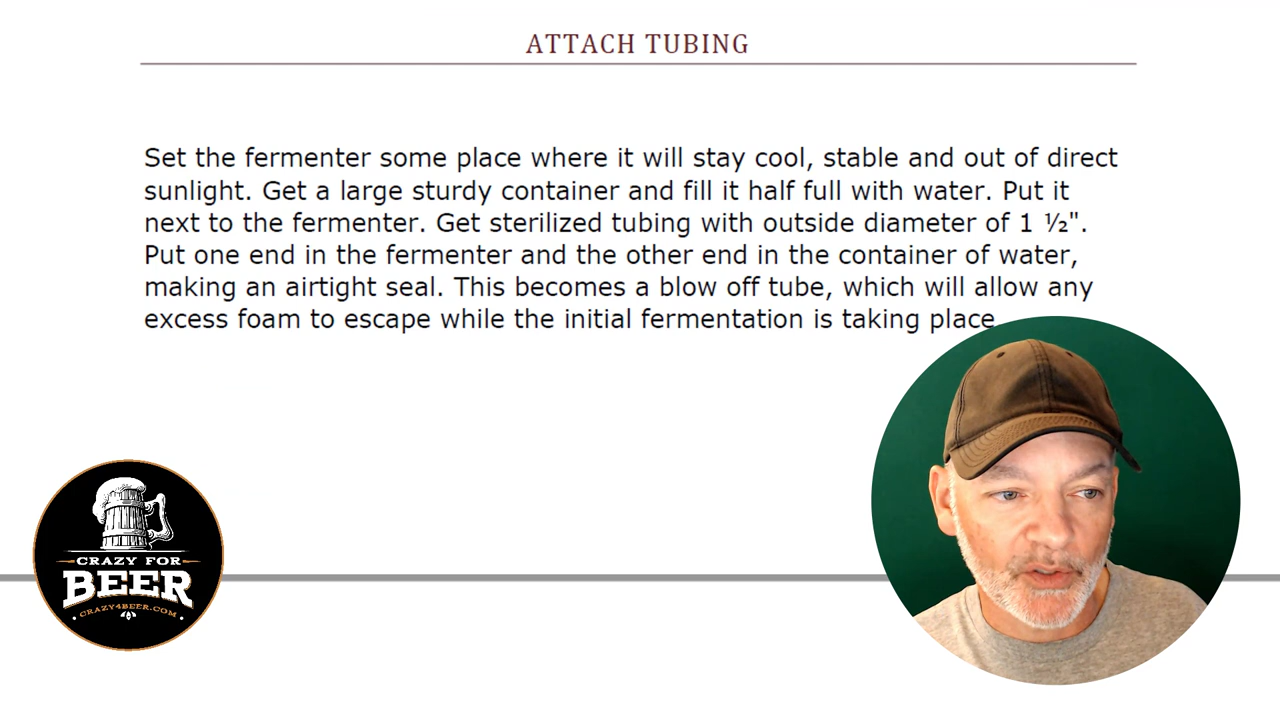 ATTACH TUBING
Set the fermenter some place where it will stay cool, stable and out of direct
sunlight. Get a large sturdy container and fill it half full with water. Put it
next to the fermenter. Get sterilized tubing with outside diameter of 1 ½".
Put one end in the fermenter and the other end in the container of water,
making an airtight seal. This becomes a blow off tube, which will allow any
excess foam to escape while the initial fermentation is taking place
CRAZY FOR
BEER
CRAZY4BEER.COM